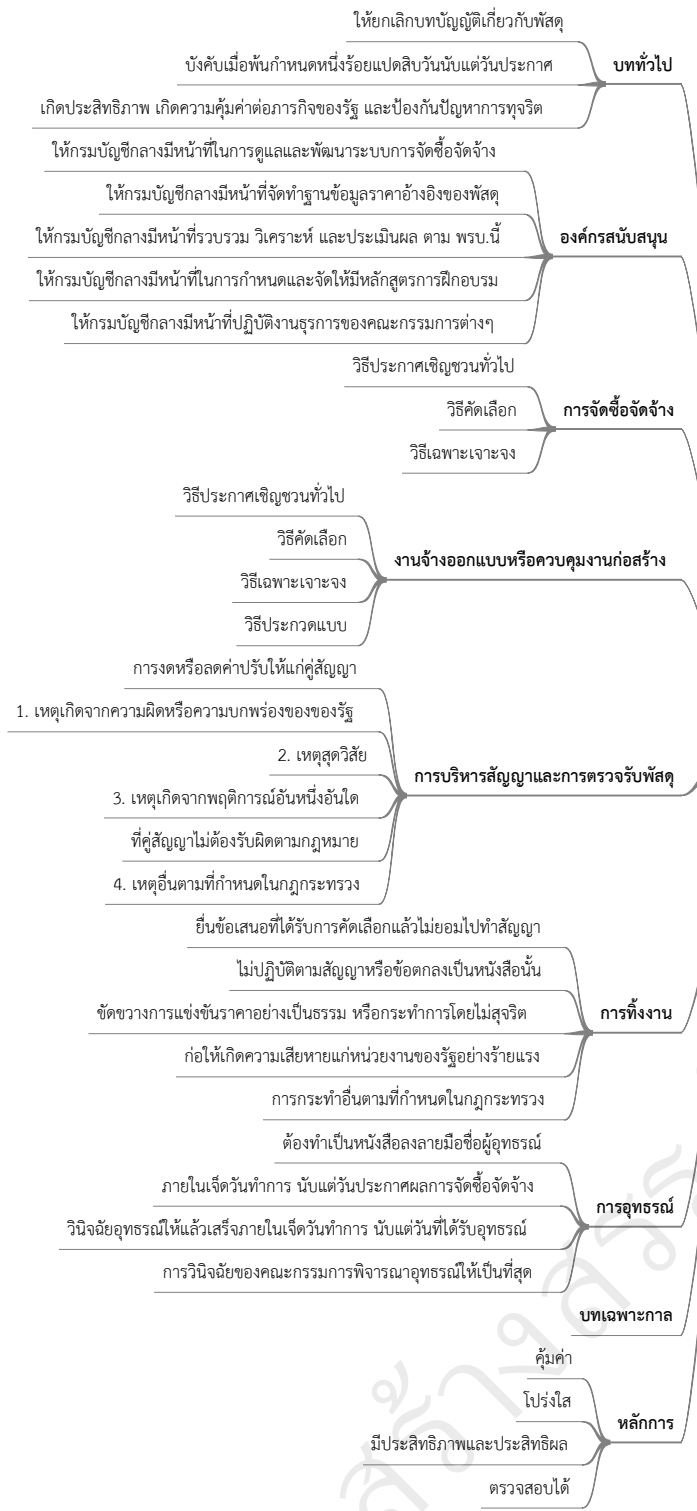 ให้ยกเลิกบทบัญญัติเกี่ยวกับพัสดุ
บังคับเมื่อพ้นกำหนดหนึ่งร้อยแปดสิบวันนับแต่วันประกาศ
บททั่วไป
เกิดประสิทธิภาพ เกิดความคุ้มค่าต่อภารกิจของรัฐ และป้องกันปัญหาการทุจริต
ให้กรมบัญชีกลางมีหน้าที่ในการดูแลและพัฒนาระบบการจัดซื้อจัดจ้าง
ให้กรมบัญชีกลางมีหน้าที่จัดทำฐานข้อมูลราคาอ้างอิงของพัสดุ
ให้กรมบัญชีกลางมีหน้าที่รวบรวม วิเคราะห์ และประเมินผล ตาม พรบ.นี้
องค์กรสนับสนุน
ให้กรมบัญชีกลางมีหน้าที่ในการกำหนดและจัดให้มีหลักสูตรการฝึกอบรม
ให้กรมบัญชีกลางมีหน้าที่ปฏิบัติงานธุรการของคณะกรรมการต่างๆ
วิธีประกาศเชิญชวนทั่วไป
วิธีคัดเลือก
การจัดซื้อจัดจ้าง
วิธีเฉพาะเจาะจง
วิธีประกาศเชิญชวนทั่วไป
วิธีคัดเลือก
งานจ้างออกแบบหรือควบคุมงานก่อสร้าง
วิธีเฉพาะเจาะจง
วิธีประกวดแบบ
การงดหรือลดค่าปรับให้แก่คู่สัญญา
1. เหตุเกิดจากความผิดหรือความบกพร่องของของรัฐ
2. เหตุสุดวิสัย
การบริหารสัญญาและการตรวจรับพัสดุ
3. เหตุเกิดจากพฤติการณ์อันหนึ่งอันใด
ที่คู่สัญญาไม่ต้องรับผิดตามกฎหมาย
4. เหตุอื่นตามที่กำหนดในกฎกระทรวง
ยื่นข้อเสนอที่ได้รับการคัดเลือกแล้วไม่ยอมไปทำสัญญา
ไม่ปฏิบัติตามสัญญาหรือข้อตกลงเป็นหนังสือนั้น
ขัดขวางการแข่งขันราคาอย่างเป็นธรรม หรือกระทำการโดยไม่สุจริต
การทิ้งงาน
ก่อให้เกิดความเสียหายแก่หน่วยงานของรัฐอย่างร้ายแรง
การกระทำอื่นตามที่กำหนดในกฎกระทรวง
ต้องทำเป็นหนังสือลงลายมือชื่อผู้อุทธรณ์
ภายในเจ็ดวันทำการ นับแต่วันประกาศผลการจัดซื้อจัดจ้าง
การอุทธรณ์
วินิจฉัยอุทธรณ์ให้แล้วเสร็จภายในเจ็ดวันทำการ นับแต่วันที่ได้รับอุทธรณ์
การวินิจฉัยของคณะกรรมการพิจารณาอุทธรณ์ให้เป็นที่สุด
บทเฉพาะกาล
คุ้มค่า
โปร่งใส
หลักการ
มีประสิทธิภาพและประสิทธิผล
ตรวจสอบได้